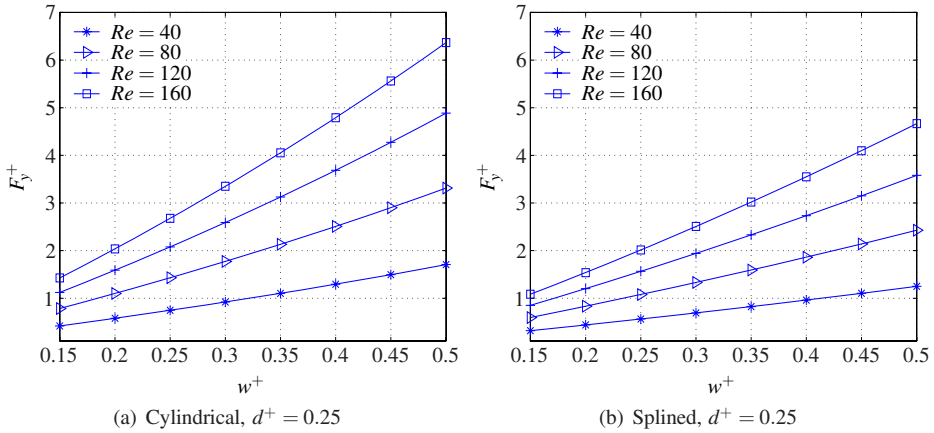 7
6
5
4
3
2
1
F_y^+
Re = 40
Re = 80
Re = 120
Re = 160
0.15 0.2 0.25 0.3 0.35 0.4 0.45 0.5
w^+
(a) Cylindrical, d^+ = 0.25
7
6
5
4
3
2
1
F_y^+
Re = 40
Re = 80
Re = 120
Re = 160
0.15 0.2 0.25 0.3 0.35 0.4 0.45 0.5
w^+
(b) Splined, d^+ = 0.25